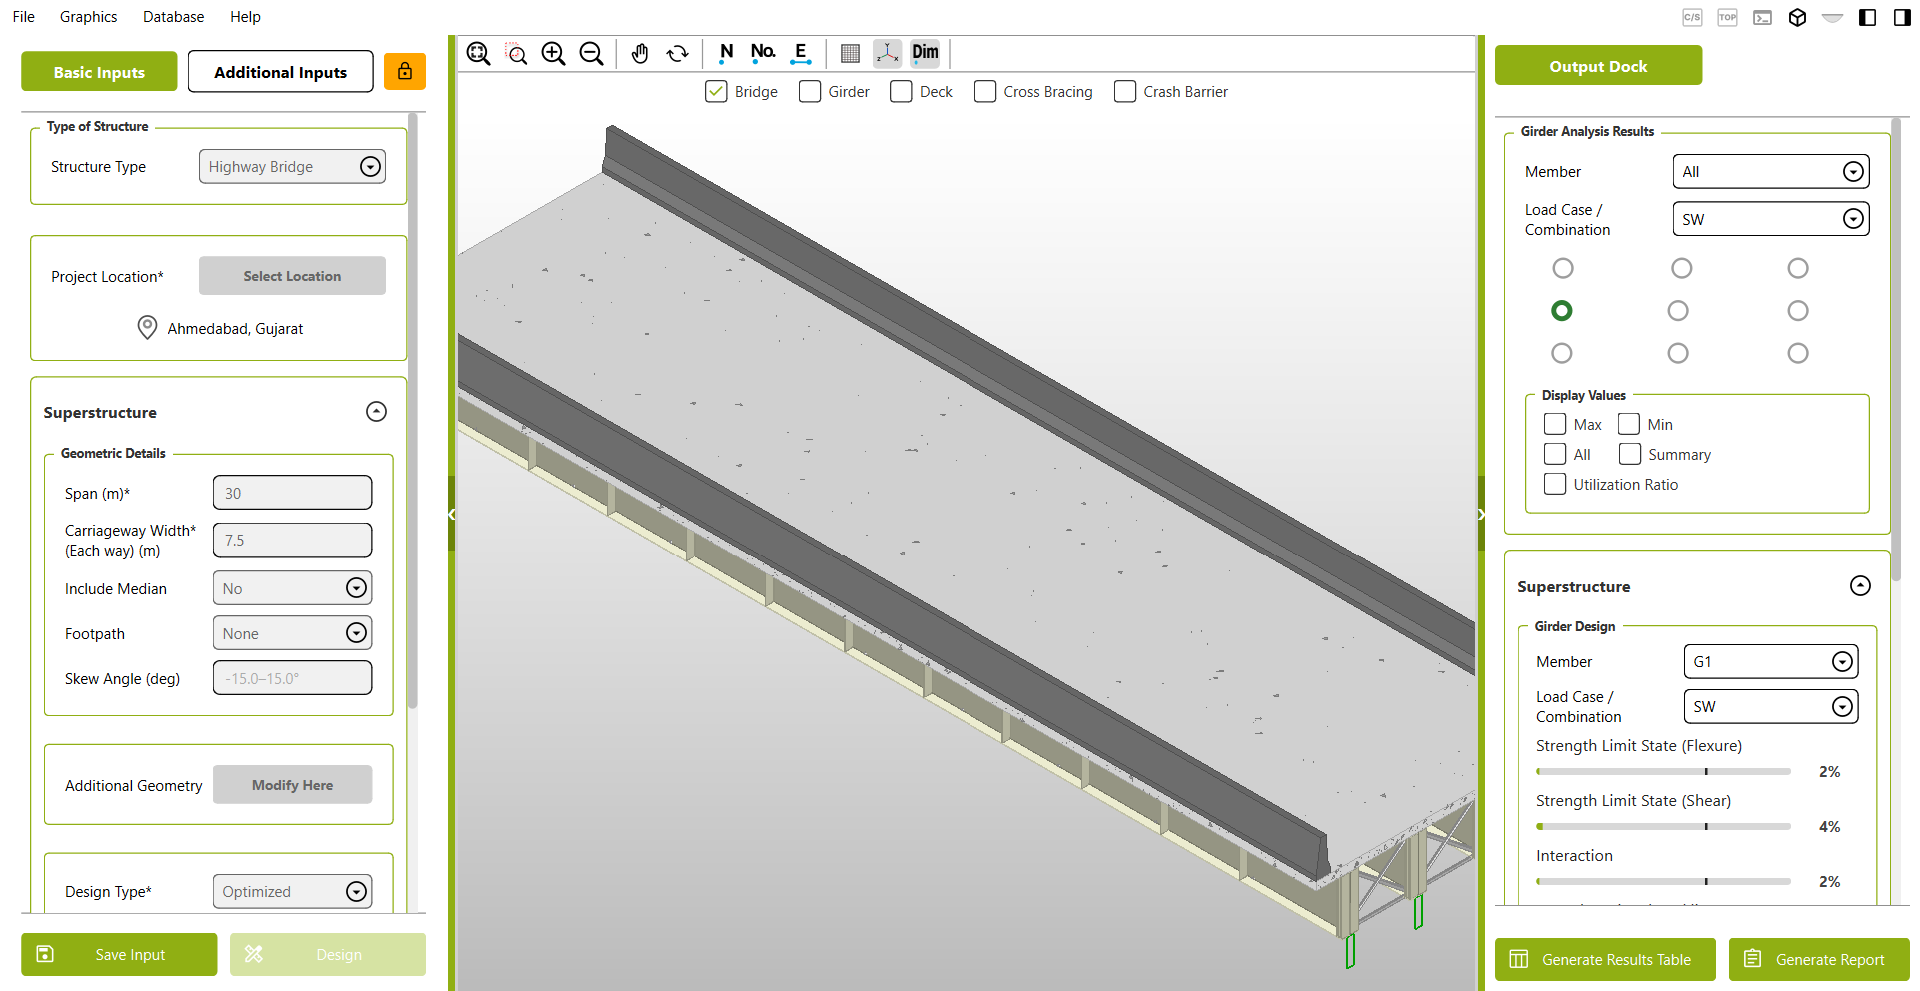 File Graphics Database Help
C/S TOP
Basic Inputs Additional Inputs
Type of Structure
Structure Type Highway Bridge
Project Location* Select Location
Ahmedabad, Gujarat
Superstructure
Geometric Details
Span (m)* 30
Carriageway Width*
(Each way) (m) 7.5
Include Median No
Footpath None
Skew Angle (deg) -15.0–15.0°
Additional Geometry Modify Here
Design Type* Optimized
Save Input Design
N No. E Dim
Bridge Girder Deck Cross Bracing Crash Barrier
Output Dock
Girder Analysis Results
Member All
Load Case /
Combination SW
Display Values
Max Min
All Summary
Utilization Ratio
Superstructure
Girder Design
Member G1
Load Case /
Combination SW
Strength Limit State (Flexure)
2%
Strength Limit State (Shear)
4%
Interaction
2%
Generate Results Table Generate Report